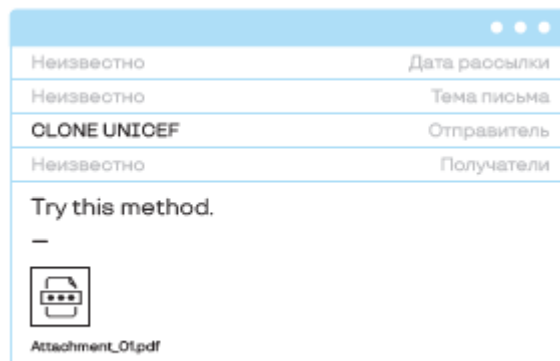 Неизвестно Дата рассылки
Неизвестно Тема письма
CLONE UNICEF Отправитель
Неизвестно Получатели
Try this method.
—
Attachment_01.pdf